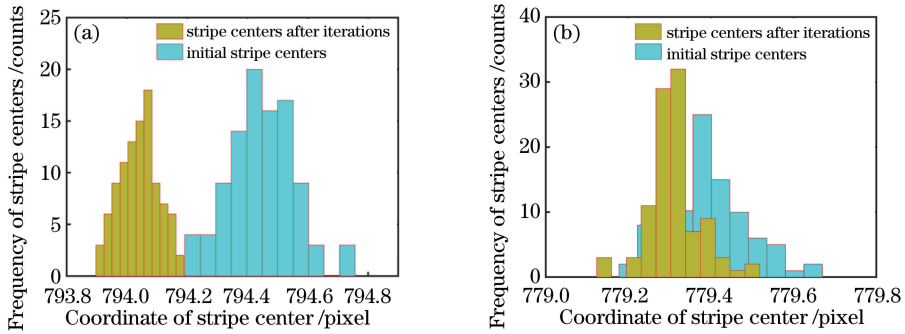 (a)
stripe centers after iterations
initial stripe centers
Frequency of stripe centers /counts
25
20
15
10
5
0
793.8 794.0 794.2 794.4 794.6 794.8
Coordinate of stripe center /pixel
(b)
stripe centers after iterations
initial stripe centers
Frequency of stripe centers /counts
40
30
20
10
0
779.0 779.2 779.4 779.6 779.8
Coordinate of stripe center /pixel